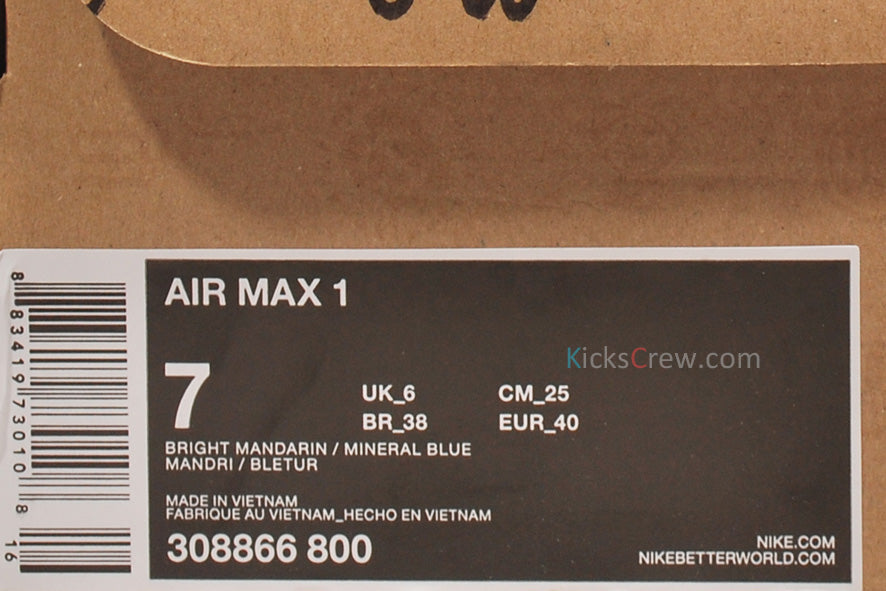 AIR MAX 1
KicksCrew.com
7
UK_6 CM_25
BR_38 EUR_40
BRIGHT MANDARIN / MINERAL BLUE
MANDRI / BLETUR
MADE IN VIETNAM
FABRIQUE AU VIETNAM_HECHO EN VIETNAM
308866 800
NIKE.COM
NIKEBETTERWORLD.COM
8 83419 73010 8
16